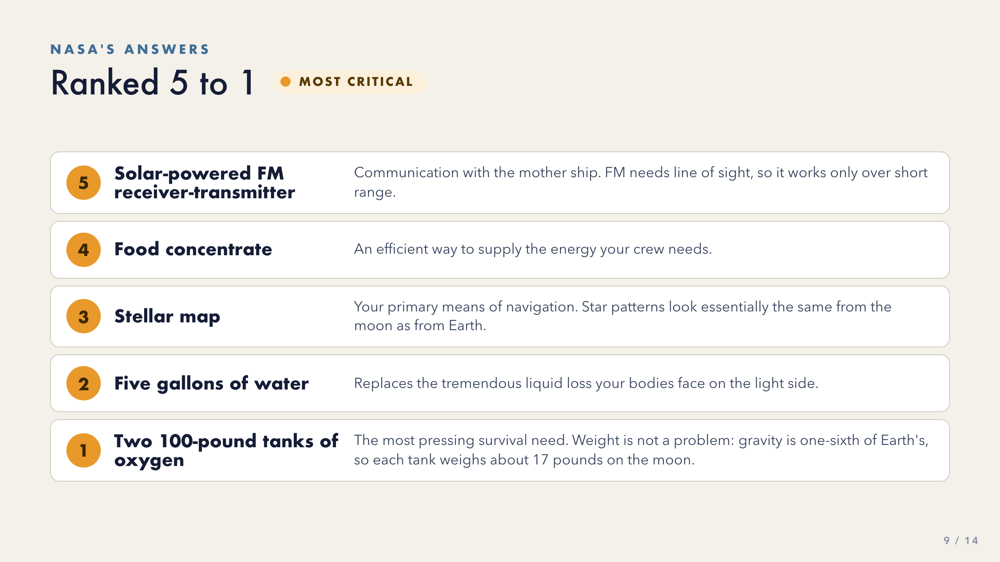 NASA'S ANSWERS
Ranked 5 to 1
MOST CRITICAL
5
Solar-powered FM
receiver-transmitter
Communication with the mother ship. FM needs line of sight, so it works only over short
range.
4
Food concentrate
An efficient way to supply the energy your crew needs.
3
Stellar map
Your primary means of navigation. Star patterns look essentially the same from the
moon as from Earth.
2
Five gallons of water
Replaces the tremendous liquid loss your bodies face on the light side.
1
Two 100-pound tanks of
oxygen
The most pressing survival need. Weight is not a problem: gravity is one-sixth of Earth's,
so each tank weighs about 17 pounds on the moon.
9 / 14